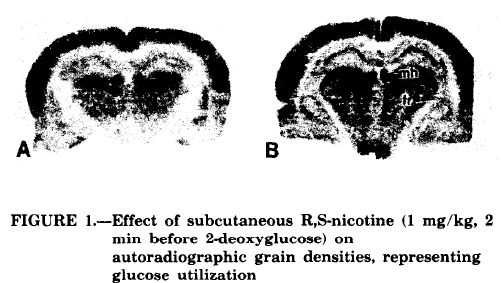 mh
fr
A
B
FIGURE 1.—Effect of subcutaneous R,S-nicotine (1 mg/kg, 2
min before 2-deoxyglucose) on
autoradiographic grain densities, representing
glucose utilization